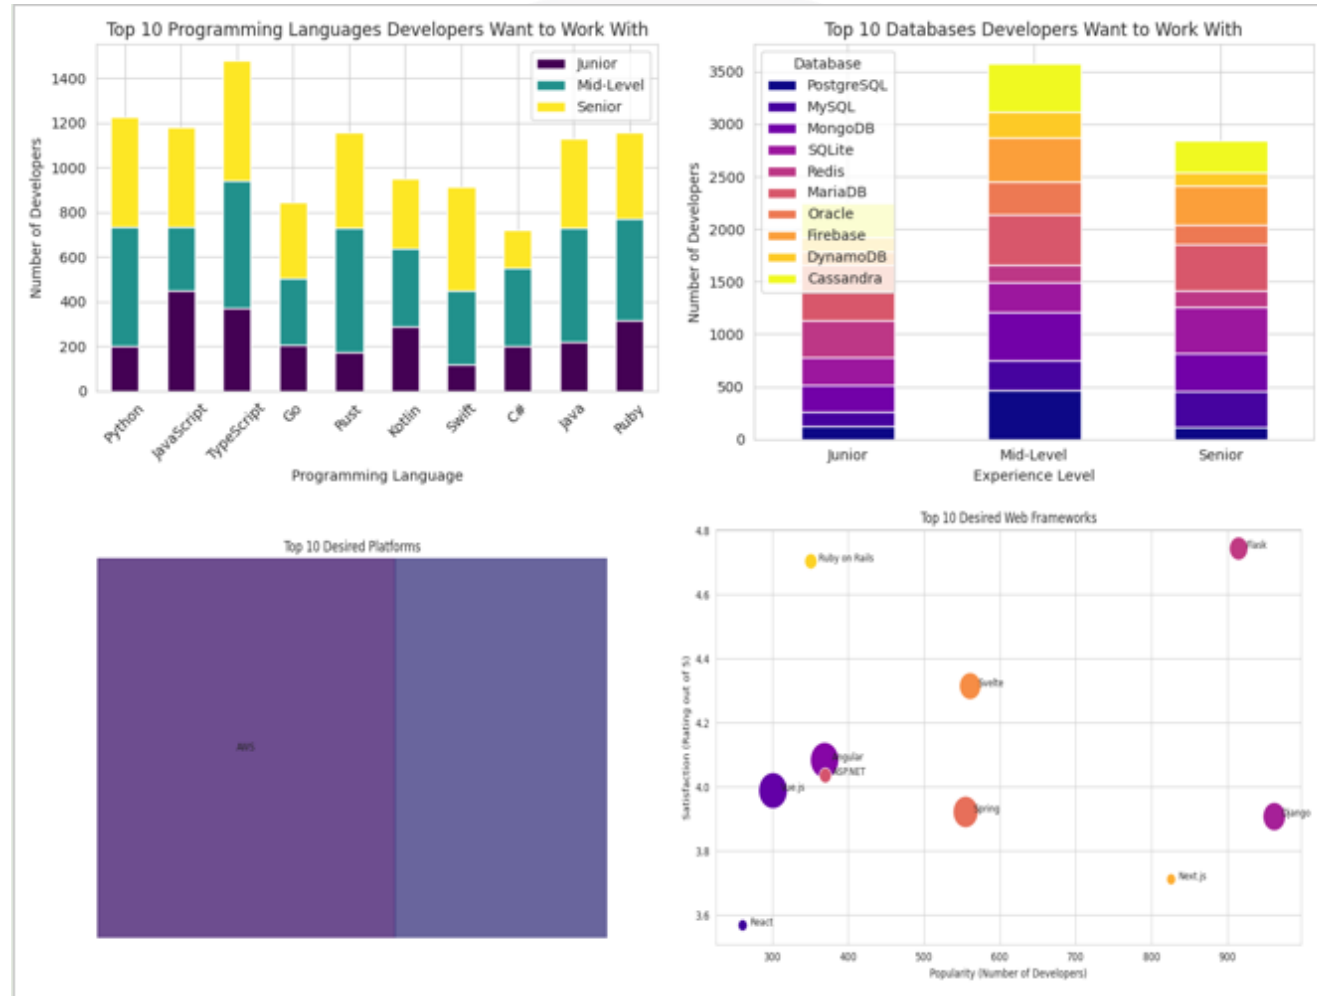 Top 10 Programming Languages Developers Want to Work With
Number of Developers
1400
1200
1000
800
600
400
200
0
Junior
Mid-Level
Senior
Python
JavaScript
TypeScript
Go
Rust
Kotlin
Swift
C#
Java
Ruby
Programming Language
Top 10 Databases Developers Want to Work With
Number of Developers
3500
3000
2500
2000
1500
1000
500
0
Database
PostgreSQL
MySQL
MongoDB
SQLite
Redis
MariaDB
Oracle
Firebase
DynamoDB
Cassandra
Junior
Mid-Level
Senior
Experience Level
Top 10 Desired Platforms
AWS
Top 10 Desired Web Frameworks
Satisfaction (Rating out of 5)
4.8
4.6
4.4
4.2
4.0
3.8
3.6
Ruby on Rails
Flask
Svelte
Angular
ASP.NET
Vue.js
Spring
Django
Next.js
React
300
400
500
600
700
800
900
Popularity (Number of Developers)